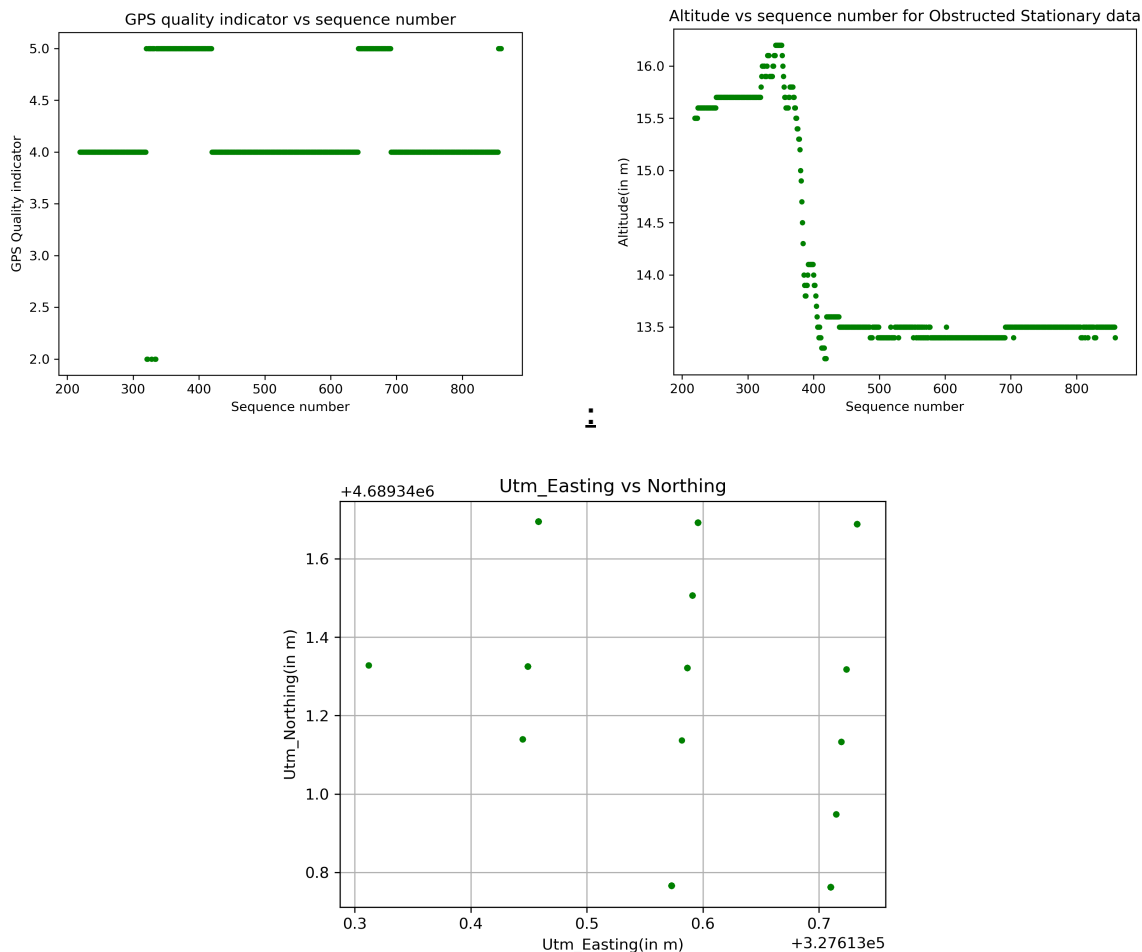 GPS quality indicator vs sequence number
5.0
4.5
4.0
3.5
3.0
2.5
2.0
GPS Quality indicator
200 300 400 500 600 700 800
Sequence number
Altitude vs sequence number for Obstructed Stationary data
16.0
15.5
15.0
14.5
14.0
13.5
Altitude(in m)
200 300 400 500 600 700 800
Sequence number
:
Utm_Easting vs Northing
+4.68934e6
1.6
1.4
1.2
1.0
0.8
Utm_Northing(in m)
0.3 0.4 0.5 0.6 0.7
Utm_Easting(in m)
+3.27613e5